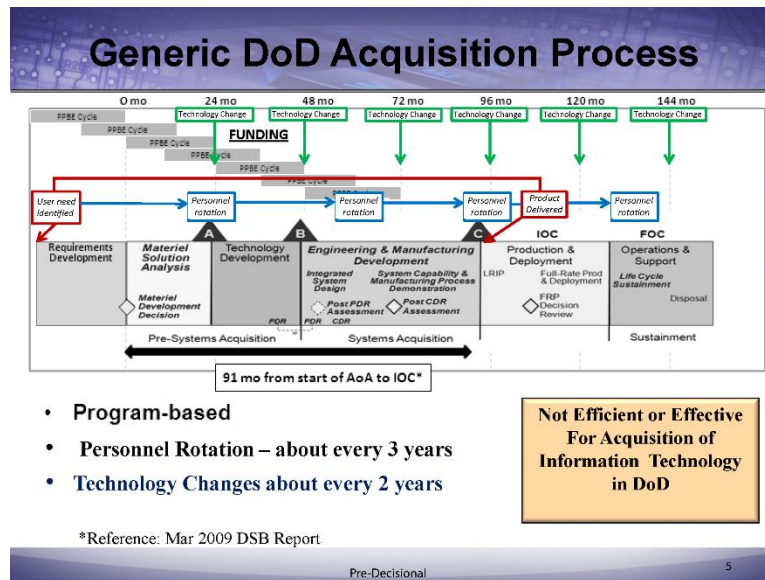 Generic DoD Acquisition Process
0 mo 24 mo 48 mo 72 mo 96 mo 120 mo 144 mo
PPBE Cycle Technology Change Technology Change Technology Change Technology Change Technology Change Technology Change
PPBE Cycle FUNDING
PPBE Cycle
PPBE Cycle
PPBE Cycle
PPBE Cycle
User need
identified
Personnel
rotation
Personnel
rotation
Personnel
rotation
Product
Delivered
Personnel
rotation
A B C IOC FOC
Requirements
Development
Materiel
Solution
Analysis
Materiel
Development
Decision
Technology
Development
Engineering & Manufacturing
Development
Integrated
System
Design
System Capability &
Manufacturing Process
Demonstration
Post PDR
Assessment
Post CDR
Assessment
PDR PDR CDR
Production &
Deployment
LRIP
Full-Rate Prod
& Deployment
FRP
Decision
Review
Operations &
Support
Life Cycle
Sustainment
Disposal
Pre-Systems Acquisition Systems Acquisition Sustainment
91 mo from start of AoA to IOC*
• Program-based
• Personnel Rotation – about every 3 years
• Technology Changes about every 2 years
Not Efficient or Effective
For Acquisition of
Information Technology
in DoD
*Reference: Mar 2009 DSB Report
Pre-Decisional
5